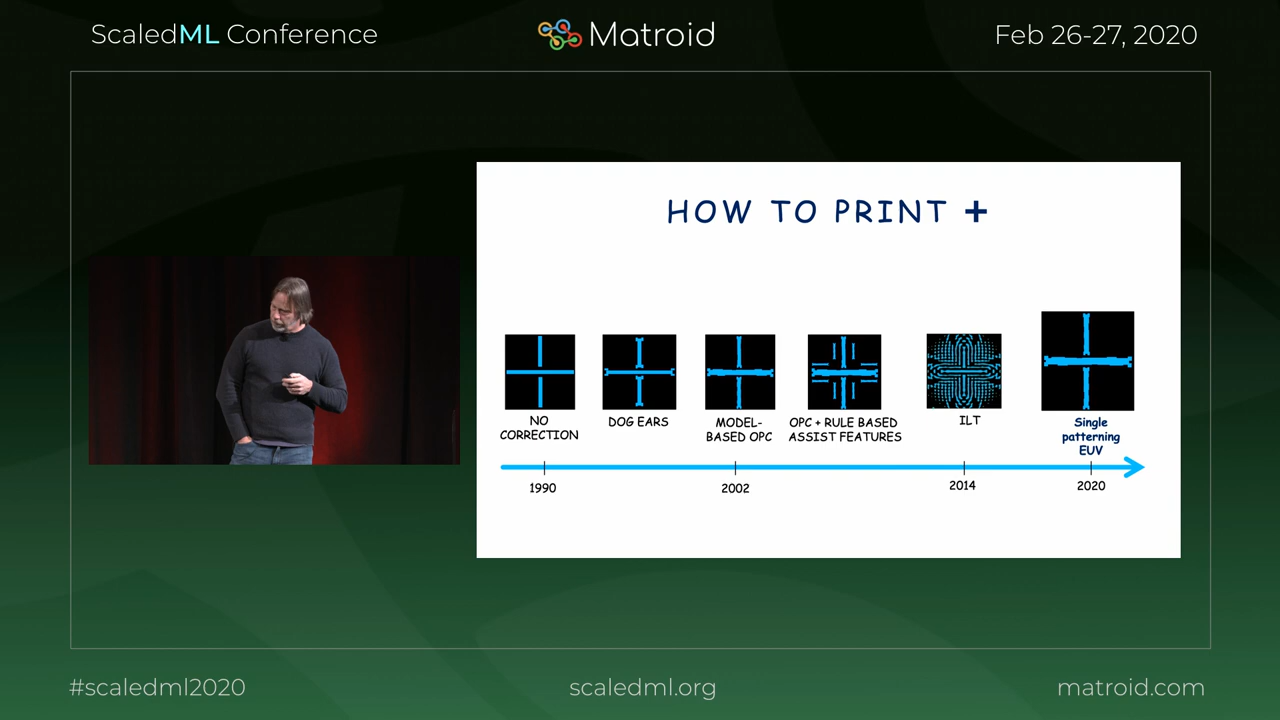 ScaledML Conference
Matroid
Feb 26-27, 2020
HOW TO PRINT +
NO
CORRECTION
DOG EARS
MODEL-
BASED OPC
OPC + RULE BASED
ASSIST FEATURES
ILT
Single
patterning
EUV
1990
2002
2014
2020
#scaledml2020
scaledml.org
matroid.com